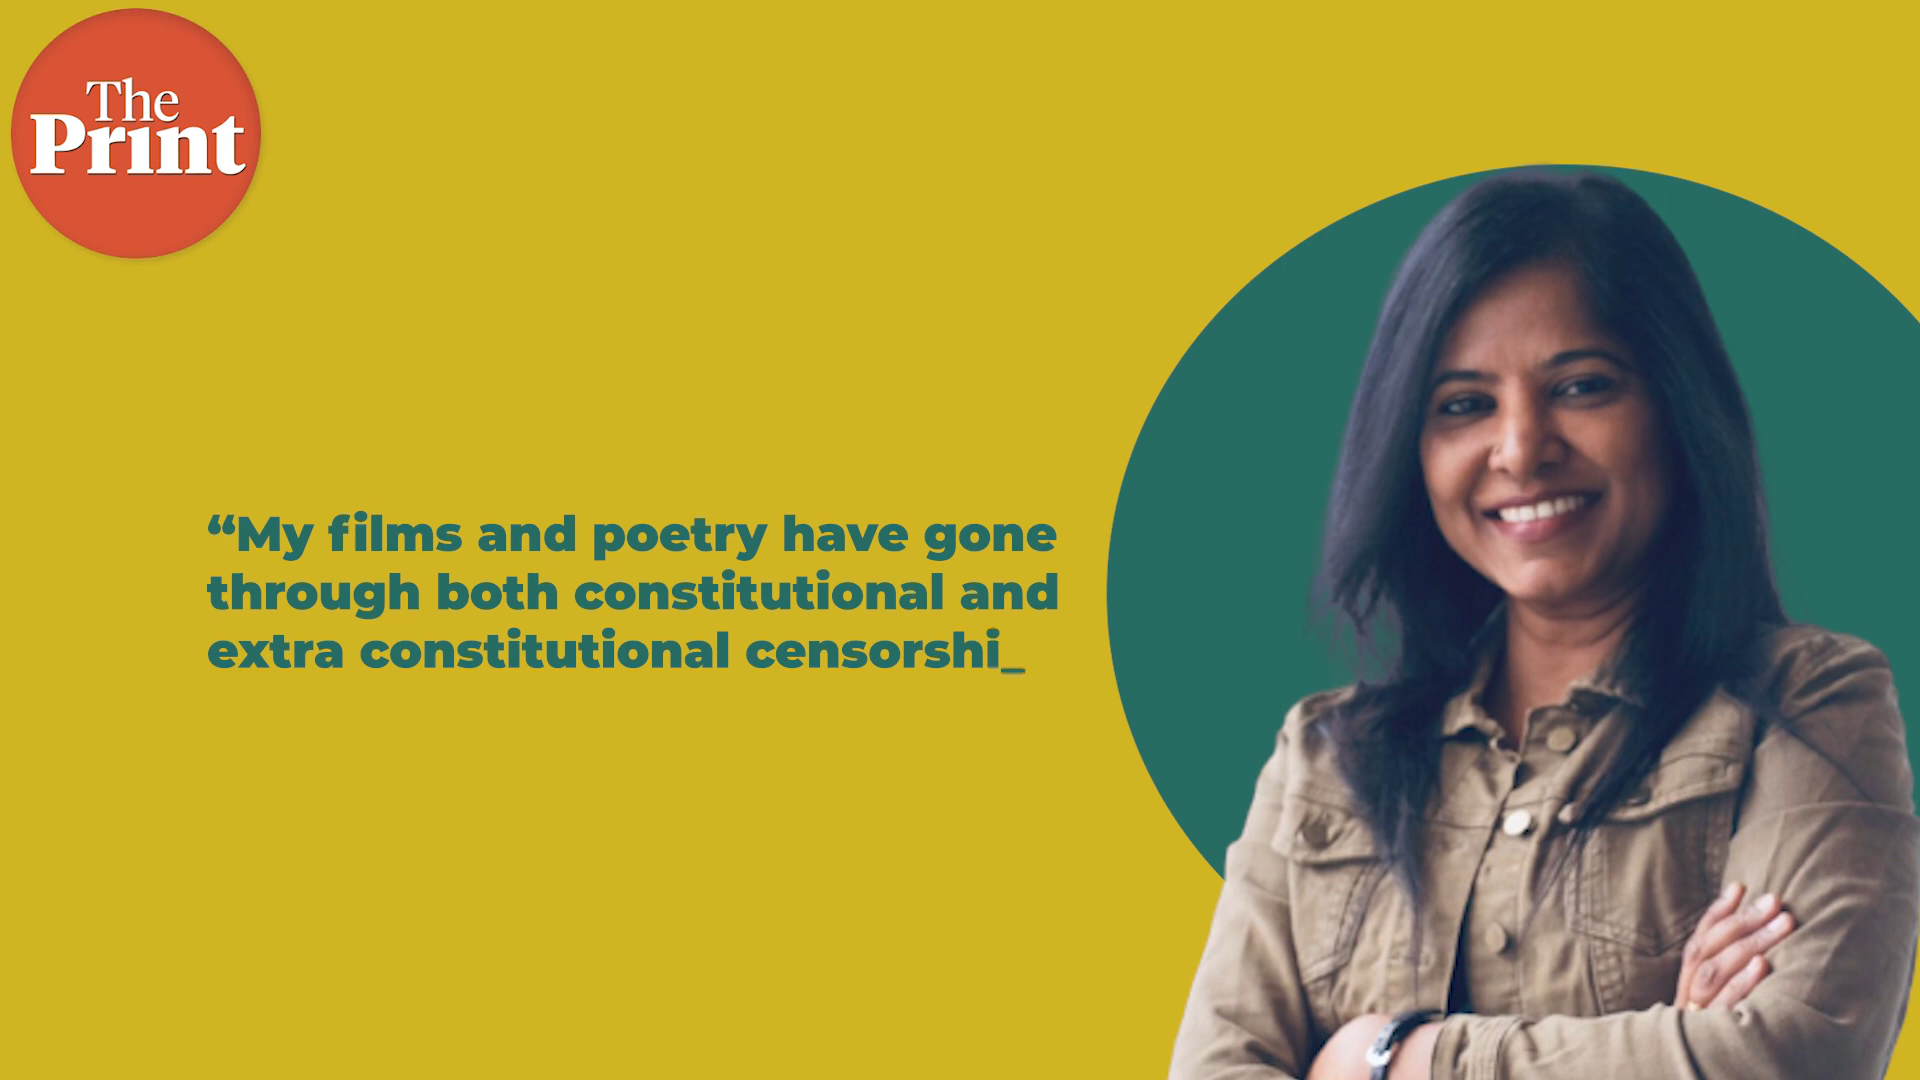 The
Print
“My films and poetry have gone
through both constitutional and
extra constitutional censorshi_